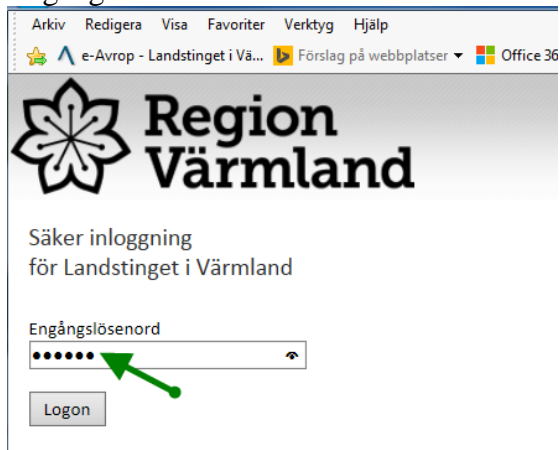 Arkiv Redigera Visa Favoriter Verktyg Hjälp
e-Avrop - Landstinget i Vä... Förslag på webbplatser Office 36
Region
Värmland
Säker inloggning
för Landstinget i Värmland
Engångslösenord
••••••
Logon